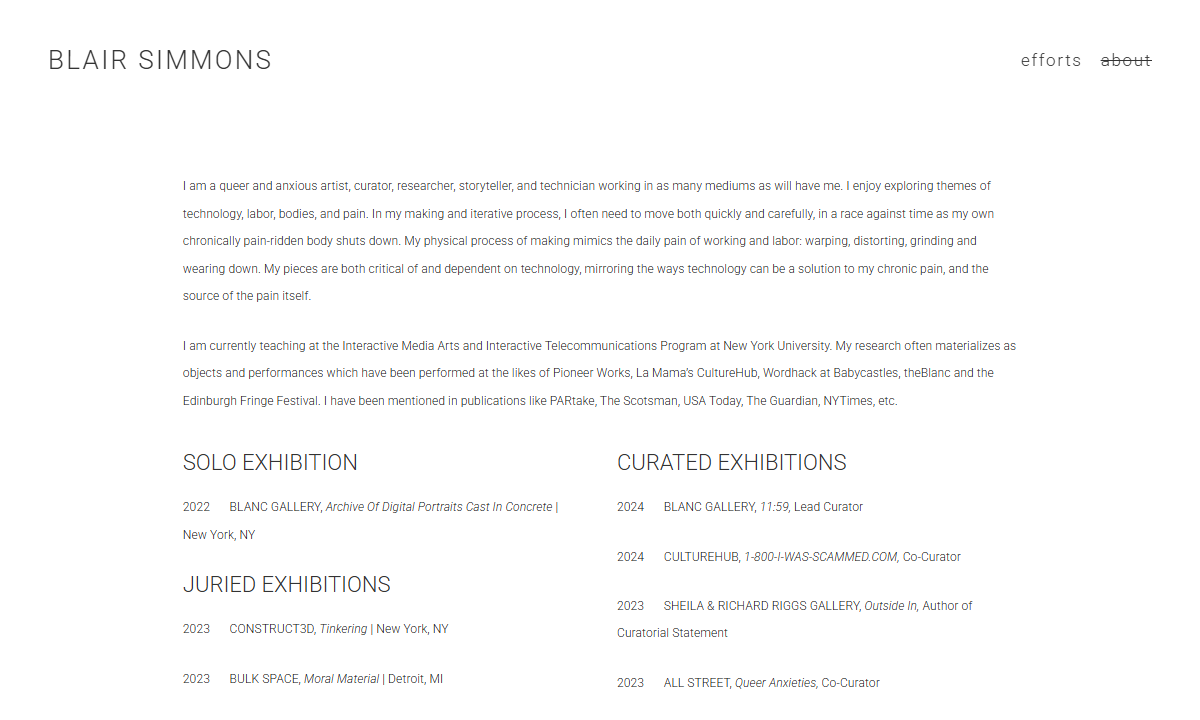 BLAIR SIMMONS
efforts about
I am a queer and anxious artist, curator, researcher, storyteller, and technician working in as many mediums as will have me. I enjoy exploring themes of
technology, labor, bodies, and pain. In my making and iterative process, I often need to move both quickly and carefully, in a race against time as my own
chronically pain-ridden body shuts down. My physical process of making mimics the daily pain of working and labor: warping, distorting, grinding and
wearing down. My pieces are both critical of and dependent on technology, mirroring the ways technology can be a solution to my chronic pain, and the
source of the pain itself.
I am currently teaching at the Interactive Media Arts and Interactive Telecommunications Program at New York University. My research often materializes as
objects and performances which have been performed at the likes of Pioneer Works, La Mama's CultureHub, Wordhack at Babycastles, theBlanc and the
Edinburgh Fringe Festival. I have been mentioned in publications like PARtake, The Scotsman, USA Today, The Guardian, NYTimes, etc.
SOLO EXHIBITION
2022 BLANC GALLERY, Archive Of Digital Portraits Cast In Concrete |
New York, NY
JURIED EXHIBITIONS
2023 CONSTRUCT3D, Tinkering | New York, NY
2023 BULK SPACE, Moral Material | Detroit, MI
CURATED EXHIBITIONS
2024 BLANC GALLERY, 11:59, Lead Curator
2024 CULTUREHUB, 1-800-I-WAS-SCAMMED.COM, Co-Curator
2023 SHEILA & RICHARD RIGGS GALLERY, Outside In, Author of
Curatorial Statement
2023 ALL STREET, Queer Anxieties, Co-Curator